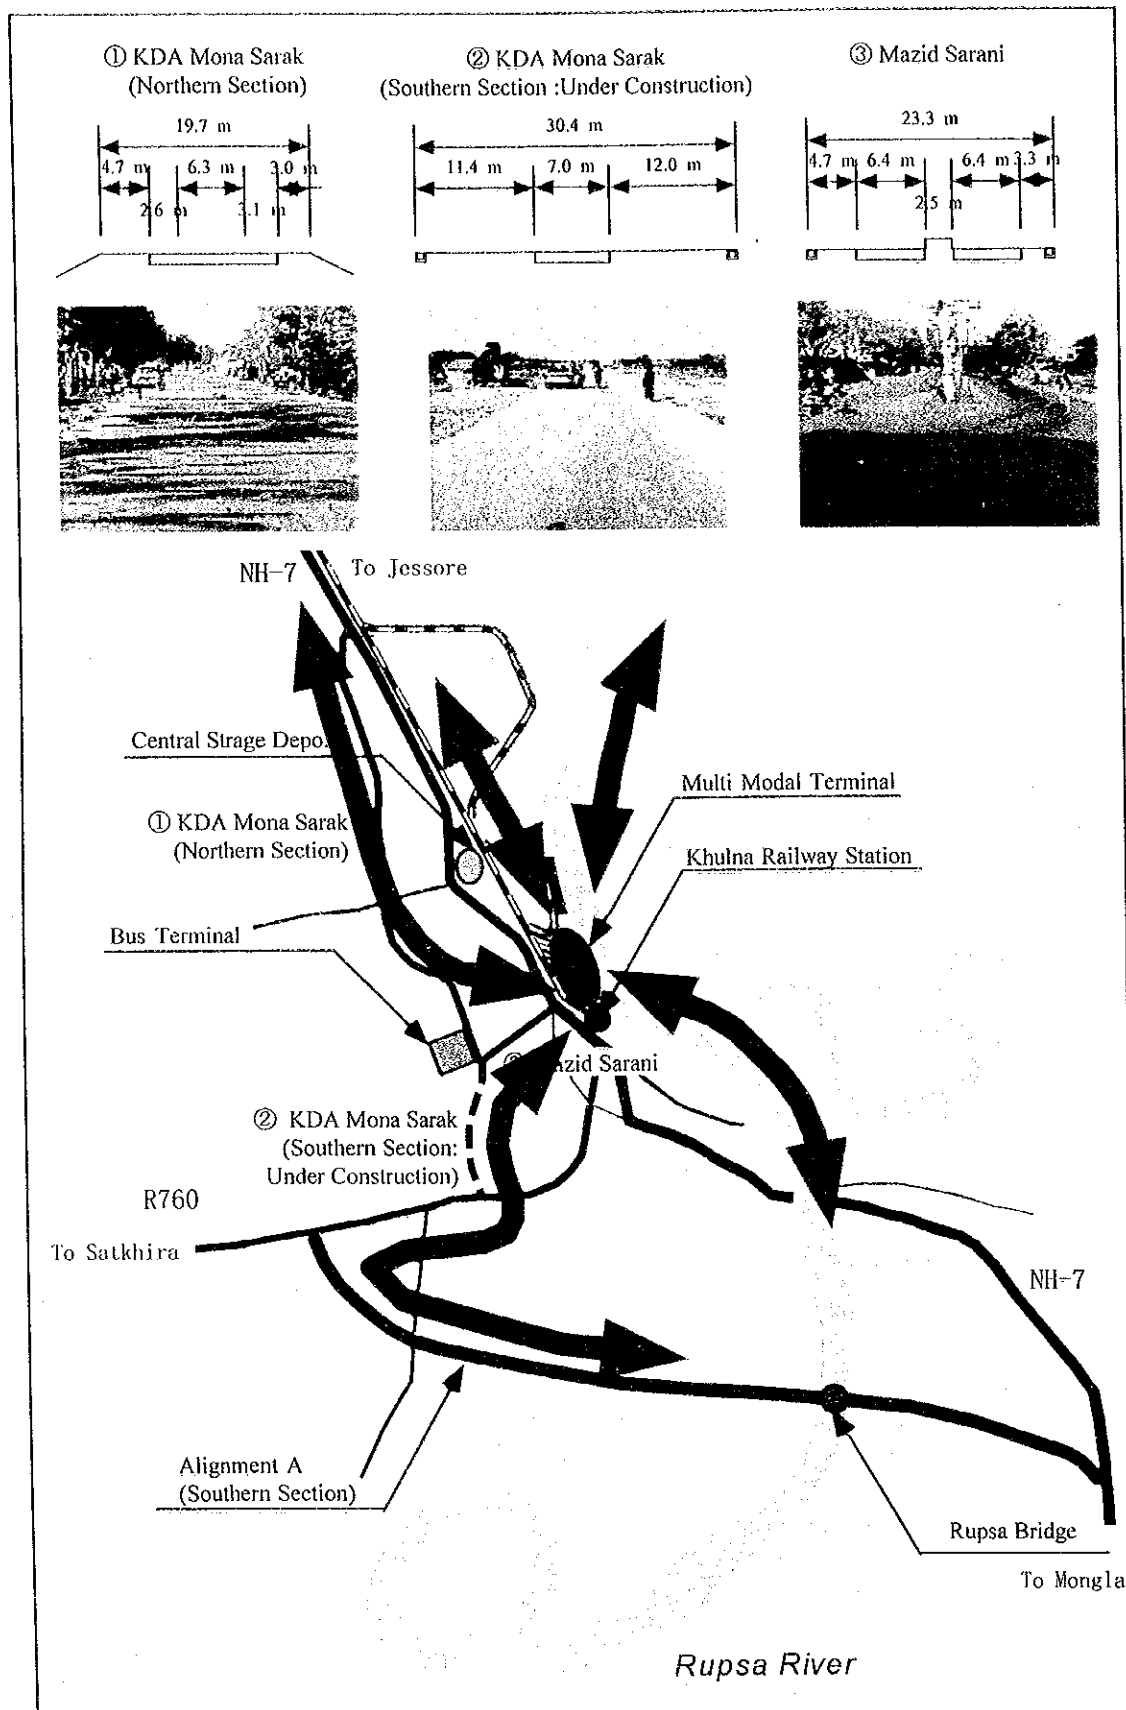 ① KDA Mona Sarak
(Northern Section)
② KDA Mona Sarak
(Southern Section :Under Construction)
③ Mazid Sarani
19.7 m
4.7 m
6.3 m
3.0 m
2.6 m
3.1 m
30.4 m
11.4 m
7.0 m
12.0 m
23.3 m
4.7 m
6.4 m
6.4 m
3.3 m
2.5 m
NH-7
To Jessore
Central Strage Depo
Multi Modal Terminal
① KDA Mona Sarak
(Northern Section)
Khulna Railway Station
Bus Terminal
azid Sarani
② KDA Mona Sarak
(Southern Section:
Under Construction)
R760
To Satkhira
NH-7
Alignment A
(Southern Section)
Rupsa Bridge
To Mongla
Rupsa River